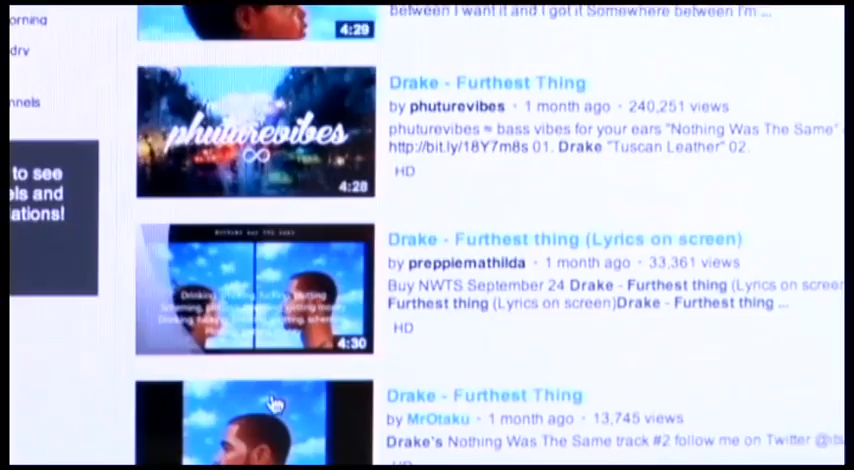 between I want it and I got it Somewhere between I'm ...
4:29
Drake - Furthest Thing
by phuturevibes · 1 month ago · 240,251 views
phuturevibes = bass vibes for your ears "Nothing Was The Same"
http://bit.ly/18Y7m8s 01. Drake "Tuscan Leather" 02.
HD
phuturevibes
4:28
nnels
to see
els and
ations!
Drake - Furthest thing (Lyrics on screen)
by preppiemathilda · 1 month ago · 33,361 views
Buy NWTS September 24 Drake - Furthest thing (Lyrics on screen
Furthest thing (Lyrics on screen)Drake - Furthest thing ...
HD
4:30
Drake - Furthest Thing
by MrOtaku · 1 month ago · 13,745 views
Drake's Nothing Was The Same track #2 follow me on Twitter